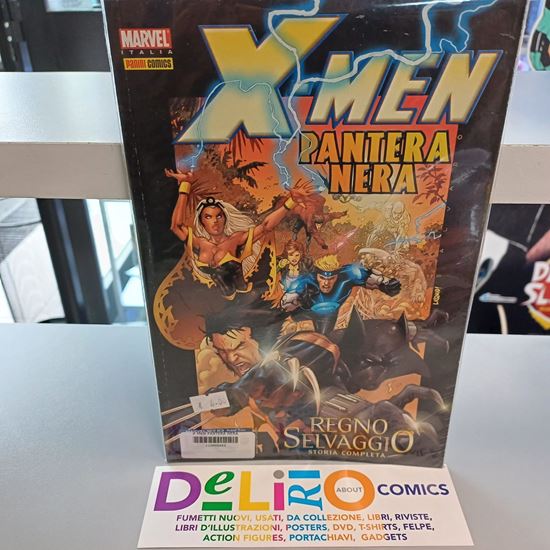 MARVEL
ITALIA
PANINI COMICS
X-MEN
PANTERA
NERA
REGNO
SELVAGGIO
STORIA COMPLETA
DeLiRiO
ABOUT
COMICS
FUMETTI NUOVI, USATI, DA COLLEZIONE, LIBRI, RIVISTE,
LIBRI D'ILLUSTRAZIONI, POSTERS, DVD, T-SHIRTS, FELPE,
ACTION FIGURES, PORTACHIAVI, GADGETS